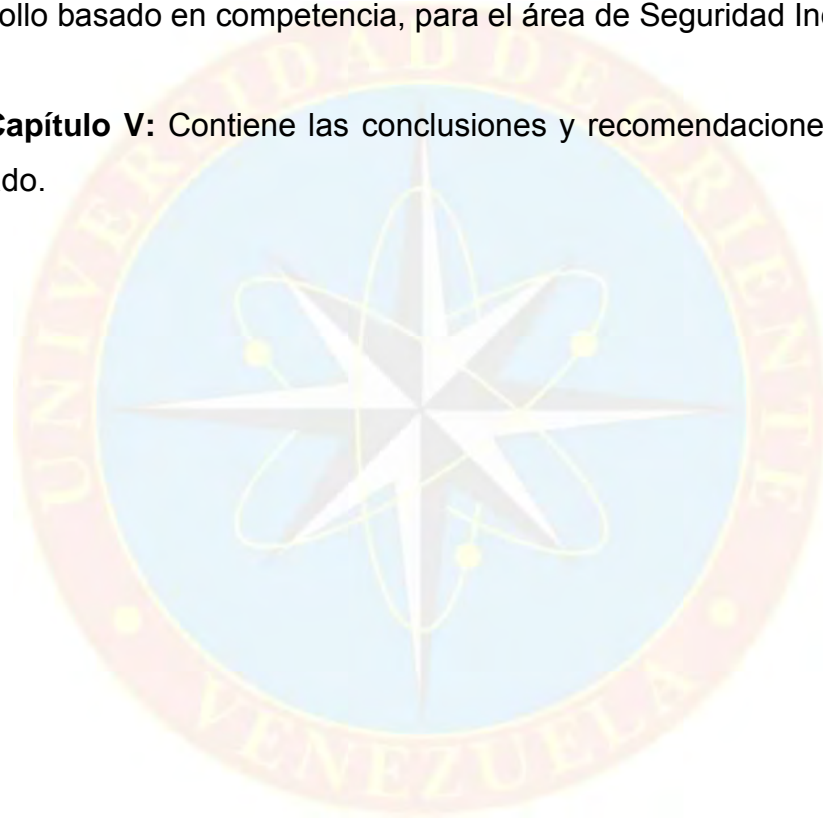 ollo basado en competencia, para el área de Seguridad In
Capítulo V: Contiene las conclusiones y recomendacione
do.
UNIVERSIDAD DE ORIENTE
VENEZUELA